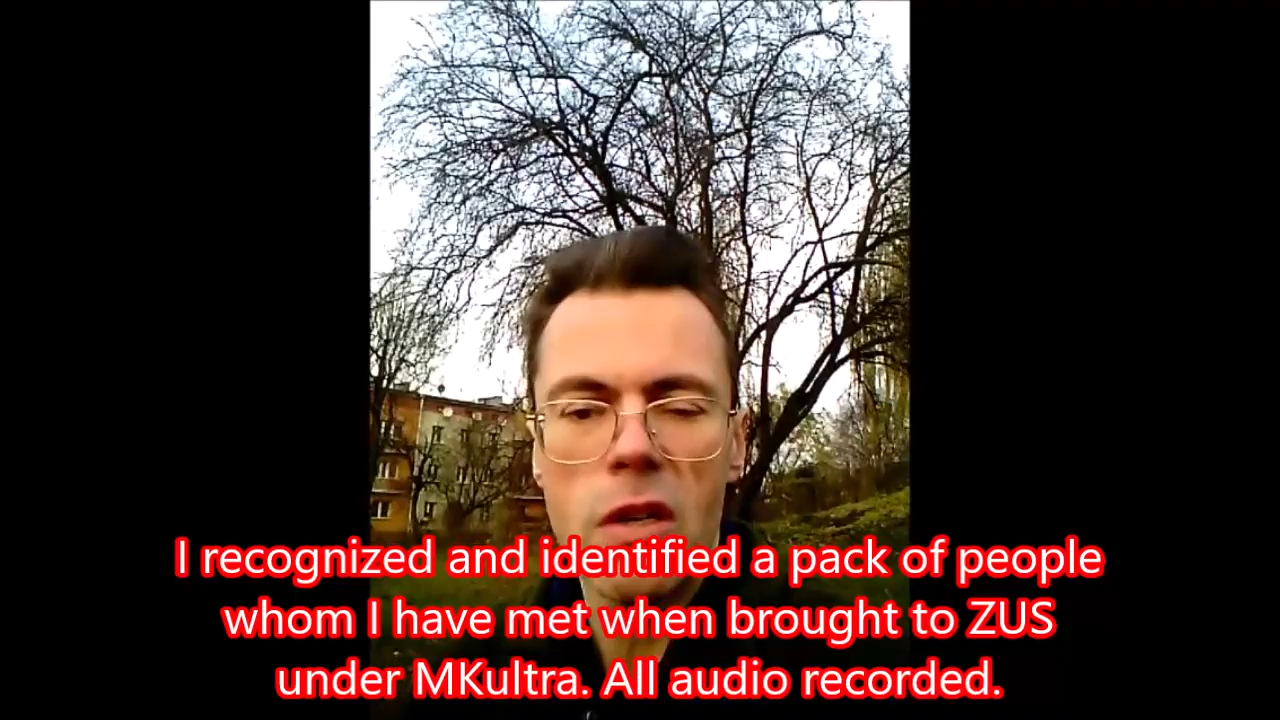 I recognized and identified a pack of people
whom I have met when brought to ZUS
under MKultra. All audio recorded.